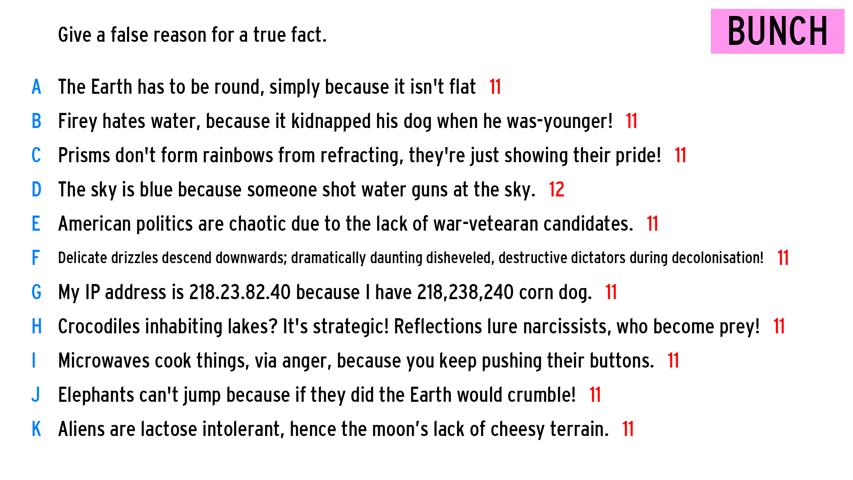 Give a false reason for a true fact.
BUNCH
A The Earth has to be round, simply because it isn't flat 11
B Firey hates water, because it kidnapped his dog when he was-younger! 11
C Prisms don't form rainbows from refracting, they're just showing their pride! 11
D The sky is blue because someone shot water guns at the sky. 12
E American politics are chaotic due to the lack of war-vetearan candidates. 11
F Delicate drizzles descend downwards; dramatically daunting disheveled, destructive dictators during decolonisation! 11
G My IP address is 218.23.82.40 because I have 218,238,240 corn dog. 11
H Crocodiles inhabiting lakes? It's strategic! Reflections lure narcissists, who become prey! 11
I Microwaves cook things, via anger, because you keep pushing their buttons. 11
J Elephants can't jump because if they did the Earth would crumble! 11
K Aliens are lactose intolerant, hence the moon’s lack of cheesy terrain. 11